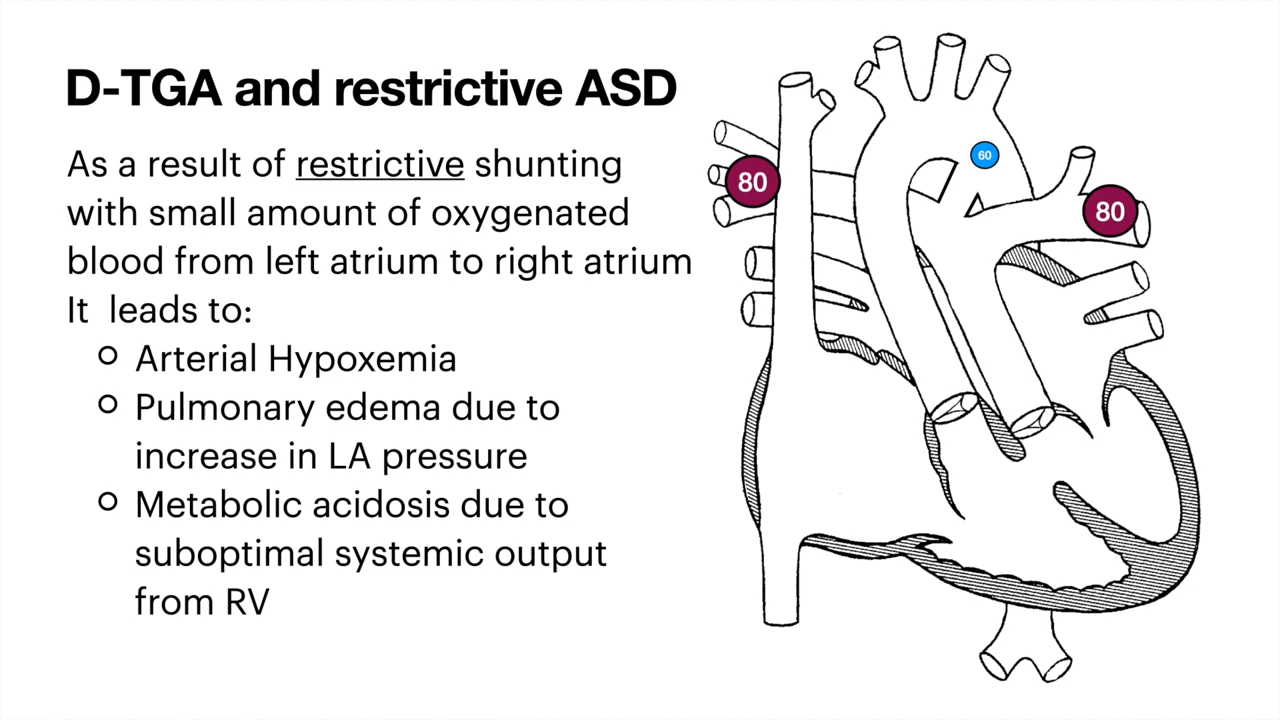 D-TGA and restrictive ASD
As a result of restrictive shunting
with small amount of oxygenated
blood from left atrium to right atrium
It leads to:
Arterial Hypoxemia
Pulmonary edema due to
increase in LA pressure
Metabolic acidosis due to
suboptimal systemic output
from RV
60
80
80